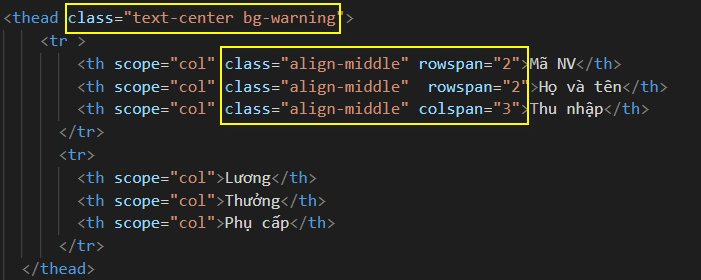 <thead class="text-center bg-warning">
<tr >
<th scope="col" class="align-middle" rowspan="2">Mã NV</th>
<th scope="col" class="align-middle"  rowspan="2">Họ và tên</th>
<th scope="col" class="align-middle" colspan="3">Thu nhập</th>
</tr>
<tr>
<th scope="col">Lương</th>
<th scope="col">Thưởng</th>
<th scope="col">Phụ cấp</th>
</tr>
</thead>